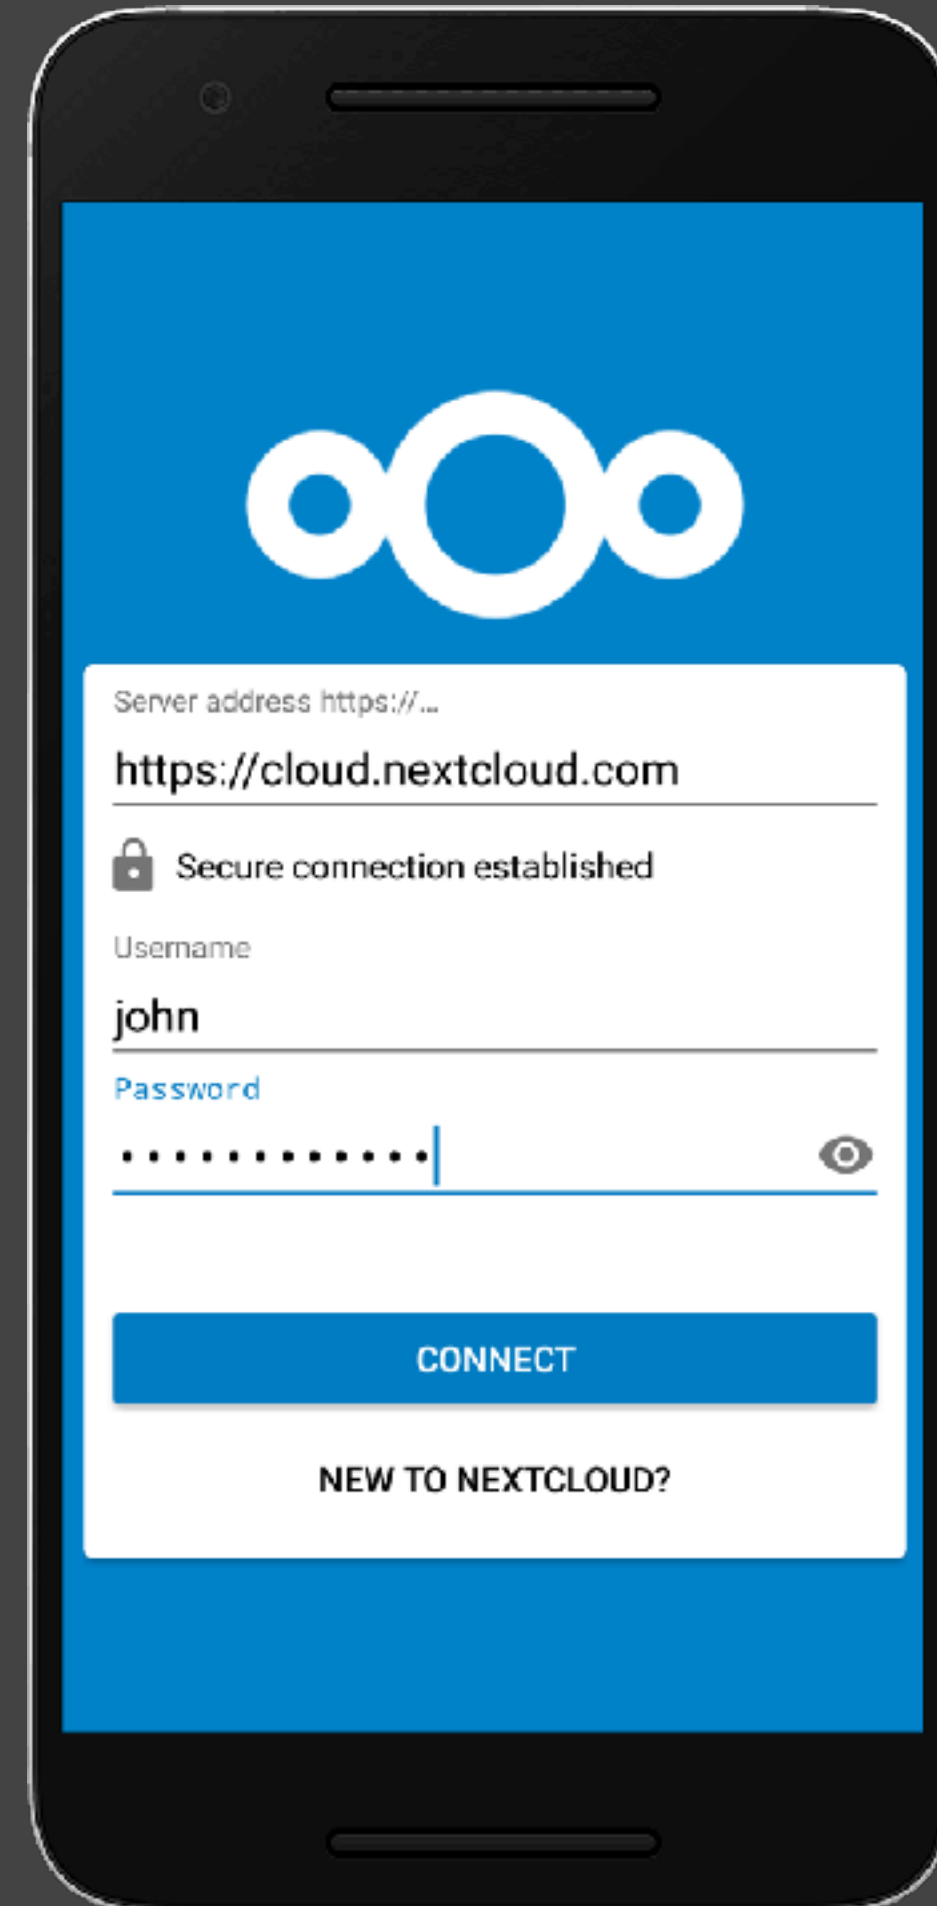 Server address https://...
https://cloud.nextcloud.com
Secure connection established
Username
john
Password
••••••••••••
CONNECT
NEW TO NEXTCLOUD?